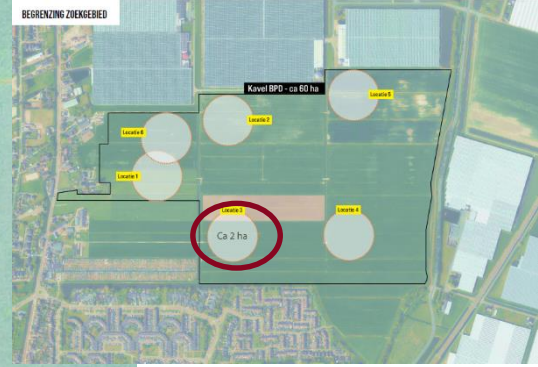 BEGRENZING ZOEKGEBIED
Kavel BPD - ca 60 ha
Locatie 5
Locatie 2
Locatie 6
Locatie 1
Locatie 3
Locatie 4
Ca 2 ha